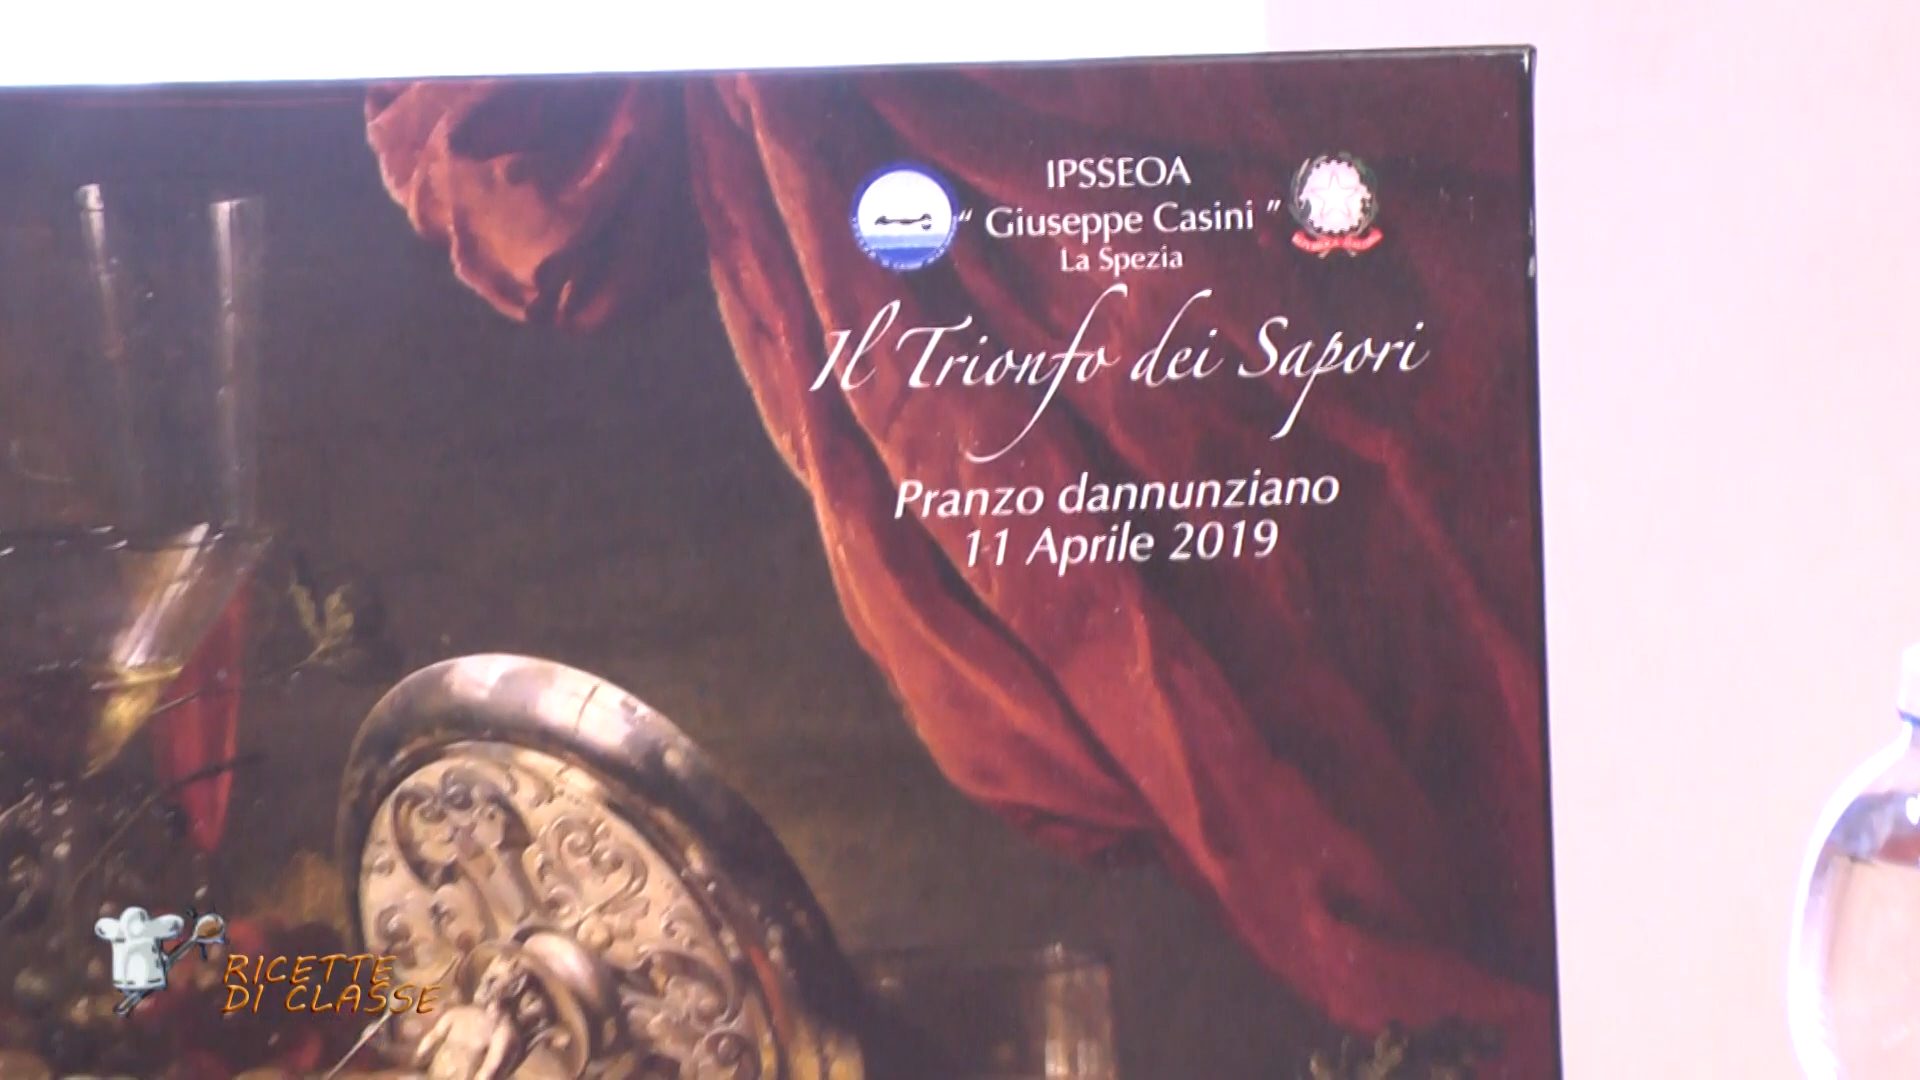 IPSSEOA
“ Giuseppe Casini ”
La Spezia
Il Trionfo dei Sapori
Pranzo dannunziano
11 Aprile 2019
RICETTE
DI CLASSE